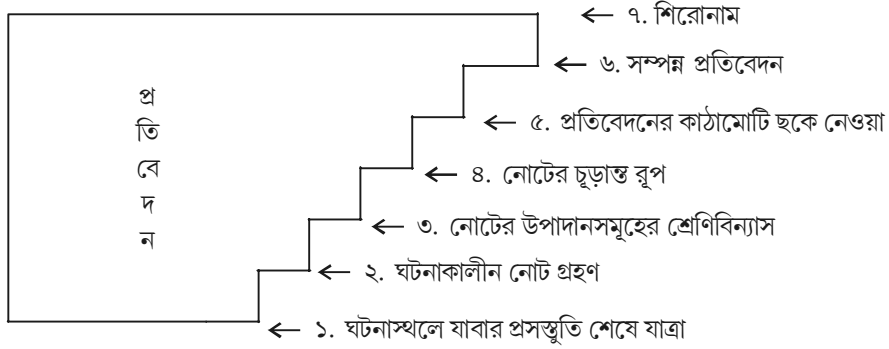 ৭. শিরোনাম
৬. সম্পন্ন প্রতিবেদন
৫. প্রতিবেদনের কাঠামোটি ছকে নেওয়া
৪. নোটের চূড়ান্ত রূপ
৩. নোটের উপাদানসমূহের শ্রেণিবিন্যাস
২. ঘটনাকালীন নোট গ্রহণ
১. ঘটনাস্থলে যাবার প্রসস্তুতি শেষে যাত্রা
প্র
তি
বে
দ
ন